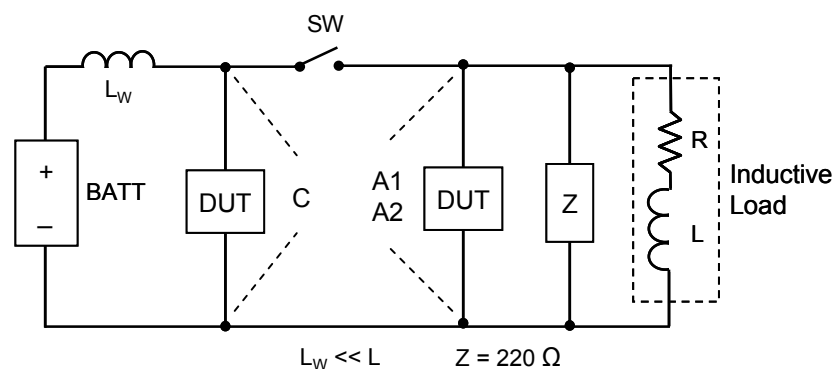 SW
L_W
+
BATT
–
DUT
C
A1
A2
DUT
Z
R
L
Inductive
Load
L_W << L
Z = 220 Ω